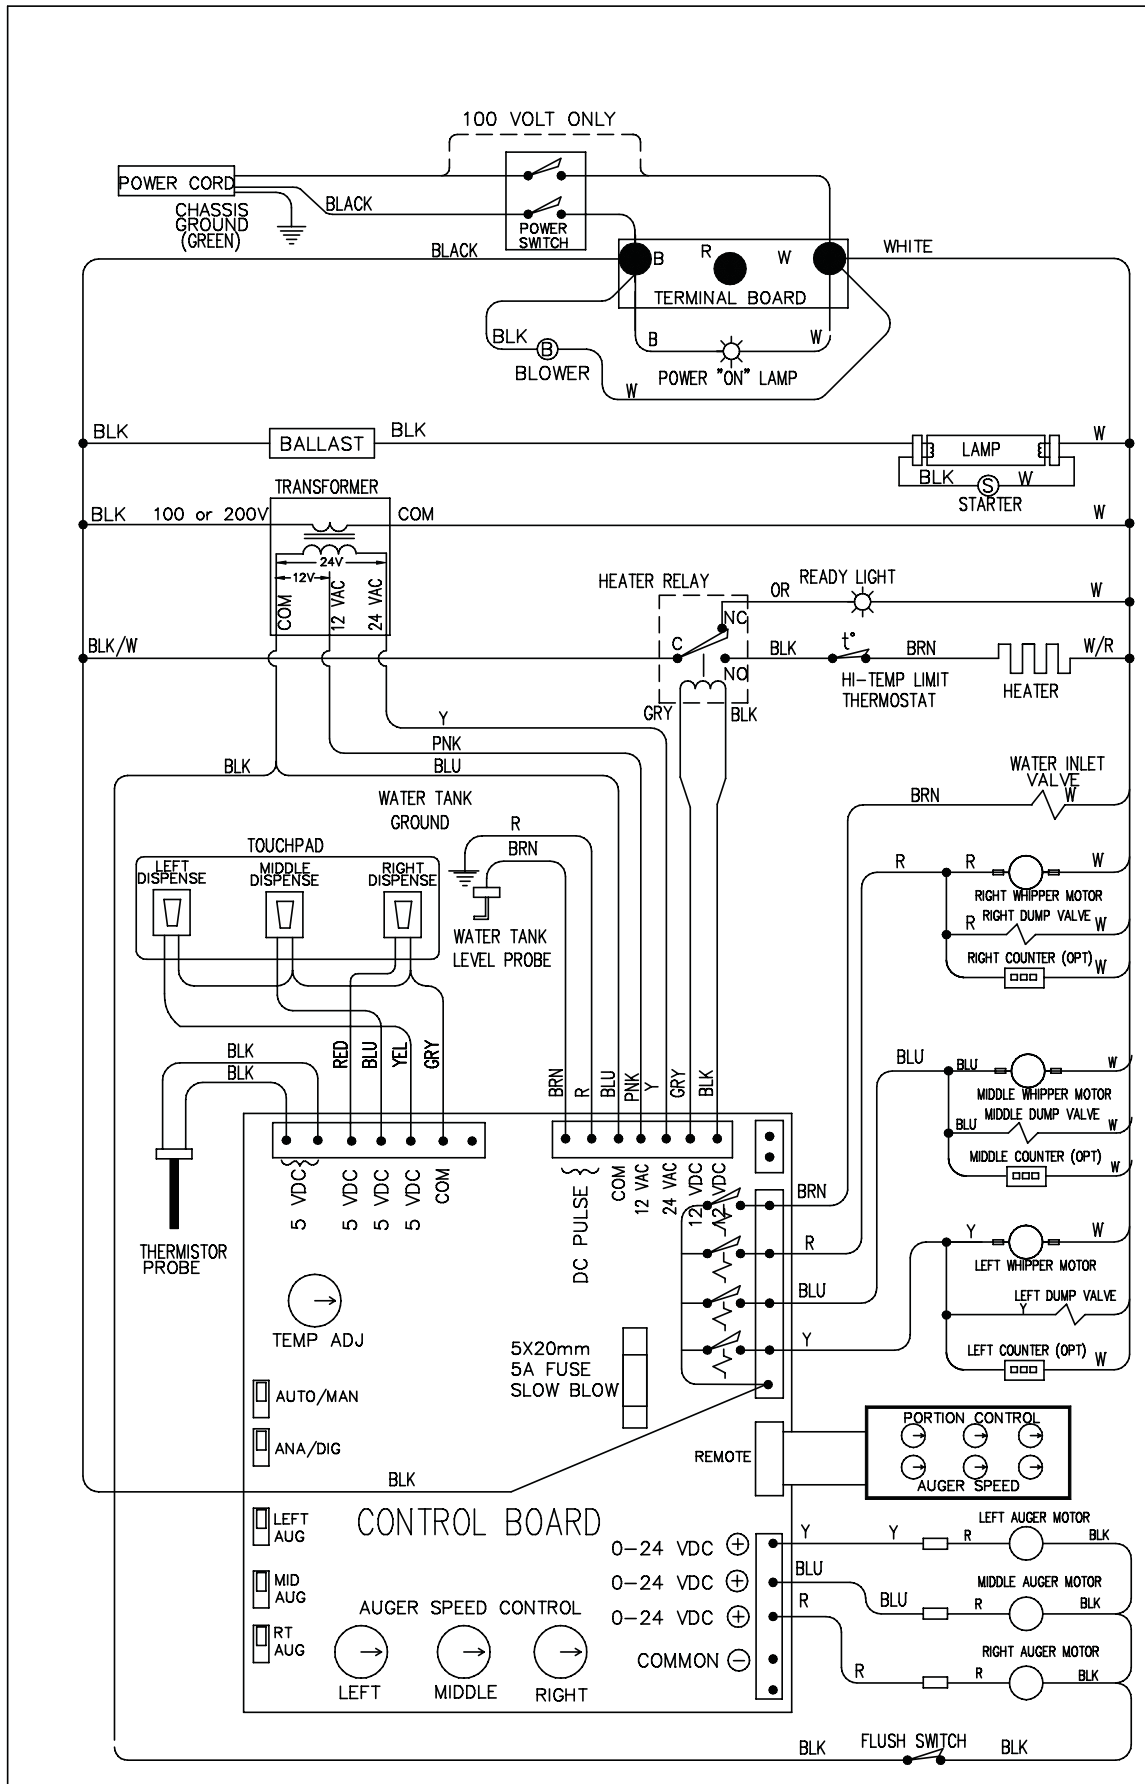 100 VOLT ONLY
POWER CORD
CHASSIS
GROUND
(GREEN)
BLACK
POWER
SWITCH
BLACK
B
R
W
WHITE
TERMINAL BOARD
BLK
B
BLOWER
B
W
POWER "ON" LAMP
W
BLK
BALLAST
BLK
LAMP
W
BLK
S
W
STARTER
TRANSFORMER
BLK
100 or 200V
COM
W
24V
12V
COM
12 VAC
24 VAC
HEATER RELAY
READY LIGHT
OR
W
NC
BLK/W
C
NO
BLK
t°
BRN
W/R
HI-TEMP LIMIT
THERMOSTAT
HEATER
GRY
BLK
Y
PNK
BLK
BLU
WATER TANK
GROUND
WATER INLET
VALVE
BRN
W
R
BRN
TOUCHPAD
LEFT
DISPENSE
MIDDLE
DISPENSE
RIGHT
DISPENSE
WATER TANK
LEVEL PROBE
R
R
W
RIGHT WHIPPER MOTOR
RIGHT DUMP VALVE
R
W
RIGHT COUNTER (OPT)
W
BLK
BLK
RED
BLU
YEL
GRY
BRN
R
BLU
PNK
Y
GRY
BLK
BLU
BLU
W
MIDDLE WHIPPER MOTOR
MIDDLE DUMP VALVE
BLU
W
MIDDLE COUNTER (OPT)
W
5 VDC
5 VDC
5 VDC
5 VDC
COM
DC PULSE
COM
12 VAC
24 VAC
12 VDC
12 VDC
BRN
R
BLU
Y
THERMISTOR
PROBE
Y
W
LEFT WHIPPER MOTOR
LEFT DUMP VALVE
Y
LEFT COUNTER (OPT)
W
TEMP ADJ
5X20mm
5A FUSE
SLOW BLOW
AUTO/MAN
ANA/DIG
BLK
REMOTE
PORTION CONTROL
AUGER SPEED
LEFT
AUG
CONTROL BOARD
MID
AUG
RT
AUG
AUGER SPEED CONTROL
LEFT
MIDDLE
RIGHT
0-24 VDC +
0-24 VDC +
0-24 VDC +
COMMON -
Y
Y
R
LEFT AUGER MOTOR
BLK
BLU
BLU
R
MIDDLE AUGER MOTOR
BLK
R
R
R
RIGHT AUGER MOTOR
BLK
BLK
FLUSH SWITCH
BLK